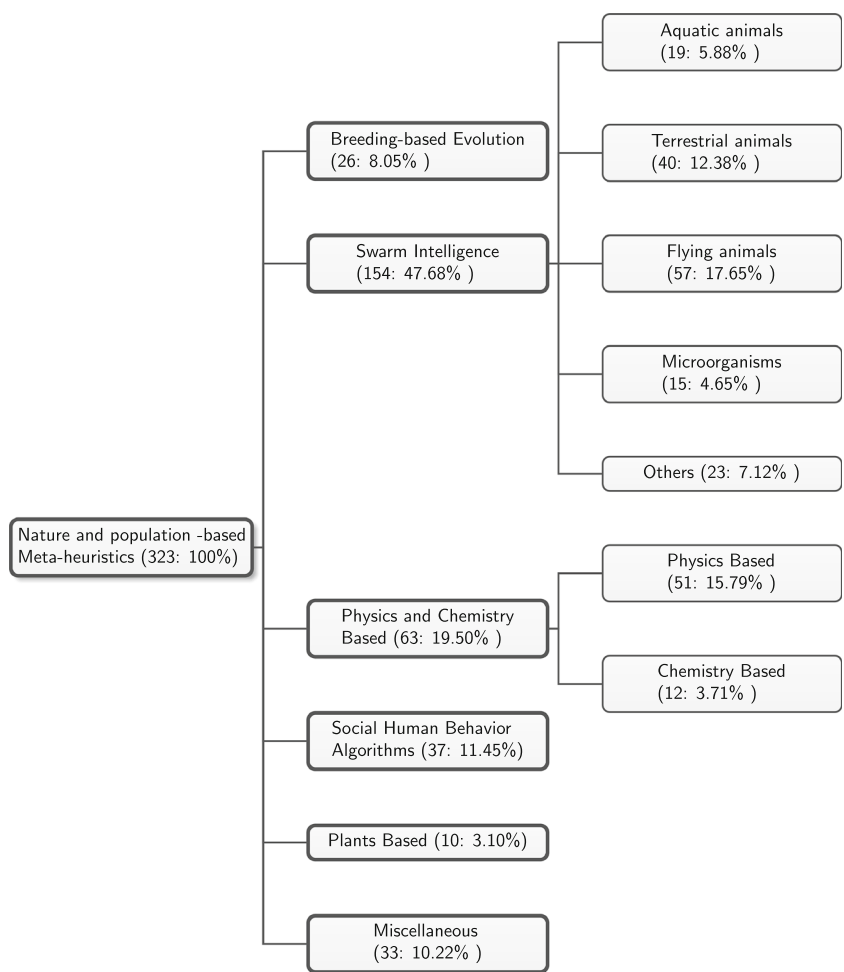 Aquatic animals
(19: 5.88% )
Breeding-based Evolution
(26: 8.05% )
Terrestrial animals
(40: 12.38% )
Swarm Intelligence
(154: 47.68% )
Flying animals
(57: 17.65% )
Microorganisms
(15: 4.65% )
Others (23: 7.12% )
Nature and population -based
Meta-heuristics (323: 100%)
Physics Based
(51: 15.79% )
Physics and Chemistry
Based (63: 19.50% )
Chemistry Based
(12: 3.71% )
Social Human Behavior
Algorithms (37: 11.45%)
Plants Based (10: 3.10%)
Miscellaneous
(33: 10.22% )